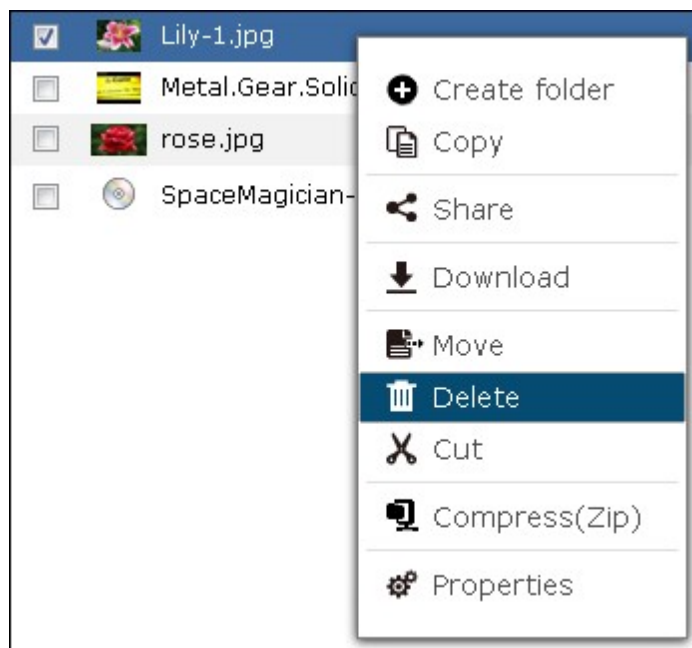 Lily-1.jpg
Metal.Gear.Solid
rose.jpg
SpaceMagician-
Create folder
Copy
Share
Download
Move
Delete
Cut
Compress(Zip)
Properties